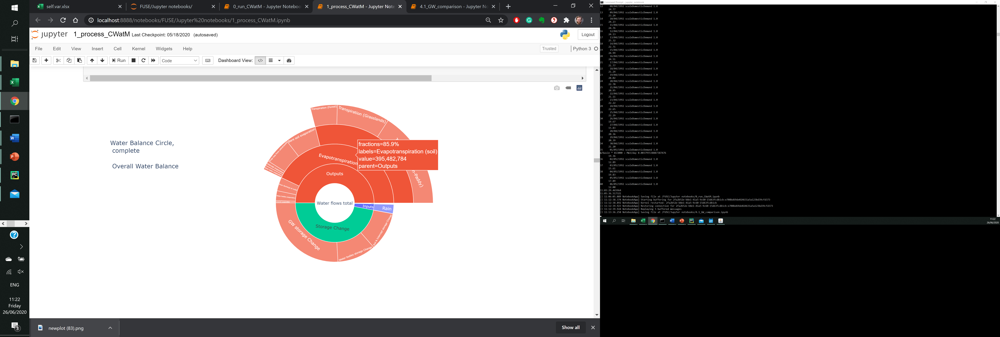 self.var.xlsx
FUSE/Jupyter notebooks/
0_run_CWatM - Jupyter Noteboo
1_process_CWatM - Jupyter Note
4.1_GW_comparison - Jupyter No
localhost:8888/notebooks/FUSE/Jupyter%20notebooks/1_process_CWatM.ipynb
jupyter 1_process_CWatM Last Checkpoint: 05/18/2020 (autosaved)
Logout
File Edit View Insert Cell Kernel Widgets Help
Trusted
Python 3
Run
Code
Dashboard View:
Water Balance Circle,
complete
Overall Water Balance
Transpiration (Forest)
Transpiration (Grasslands)
Bare soil evaporation
Evapotranspiration
fractions=85.9%
labels=Evapotranspiration (soil)
value=395,482,784
parent=Outputs
n-Paddy)
Outputs
Water flows total
Inputs
Rain
Storage Change
GW storage Change
Water bodies storage Change
Soil & Intercept storage Change
newplot (83).png
Show all
ENG
11:22
Friday
26/06/2020
3
Command Prompt - jupyter notebook
12 08/04/1992 scaleDomesticDemand 1.0
24.77
13 09/04/1992 scaleDomesticDemand 1.0
23.24
14 10/04/1992 scaleDomesticDemand 1.0
24.23
15 11/04/1992 scaleDomesticDemand 1.0
24.76
16 12/04/1992 scaleDomesticDemand 1.0
24.13
17 13/04/1992 scaleDomesticDemand 1.0
25.32
18 14/04/1992 scaleDomesticDemand 1.0
22.71
19 15/04/1992 scaleDomesticDemand 1.0
24.99
20 16/04/1992 scaleDomesticDemand 1.0
24.51
21 17/04/1992 scaleDomesticDemand 1.0
21.77
22 18/04/1992 scaleDomesticDemand 1.0
21.24
23 19/04/1992 scaleDomesticDemand 1.0
28.02
24 20/04/1992 scaleDomesticDemand 1.0
22.78
25 21/04/1992 scaleDomesticDemand 1.0
20.95
26 22/04/1992 scaleDomesticDemand 1.0
21.11
27 23/04/1992 scaleDomesticDemand 1.0
22.22
28 24/04/1992 scaleDomesticDemand 1.0
22.65
29 25/04/1992 scaleDomesticDemand 1.0
22.29
30 26/04/1992 scaleDomesticDemand 1.0
19.67
31 27/04/1992 scaleDomesticDemand 1.0
15.83
32 28/04/1992 scaleDomesticDemand 1.0
20.36
33 29/04/1992 scaleDomesticDemand 1.0
20.39
34 30/04/1992 scaleDomesticDemand 1.0
21.20
35 01/05/1992 scaleDomesticDemand 1.0
m/basin * 813000 = Mm3/day 0.003795538887387476
19.36
36 02/05/1992 scaleDomesticDemand 1.0
12.89
37 03/05/1992 scaleDomesticDemand 1.0
15.61
38 04/05/1992 scaleDomesticDemand 1.0
19.83
39 05/05/1992 scaleDomesticDemand 1.0
17.89
40 06/05/1992 scaleDomesticDemand 1.0
12.00
11:03:29.465964
11:05:36.517321
[I 11:06:05.089 NotebookApp] Saving file at /FUSE/Jupyter notebooks/0_run_CWatM.ipynb
[I 11:12:38.374 NotebookApp] Starting buffering for 2fa2b52e-b8e1-41a5-9c60-15d63fcdb1cb:e708bd69de024631a5a123bd39cfd373
[I 11:12:38.892 NotebookApp] Kernel restarted: 2fa2b52e-b8e1-41a5-9c60-15d63fcdb1cb
[I 11:12:39.923 NotebookApp] Restoring connection for 2fa2b52e-b8e1-41a5-9c60-15d63fcdb1cb:e708bd69de024631a5a123bd39cfd373
[I 11:12:39.924 NotebookApp] Replaying 5 buffered messages
[I 11:13:36.258 NotebookApp] Saving file at /FUSE/Jupyter notebooks/4.1_GW_comparison.ipynb
11:22
26/06/2020